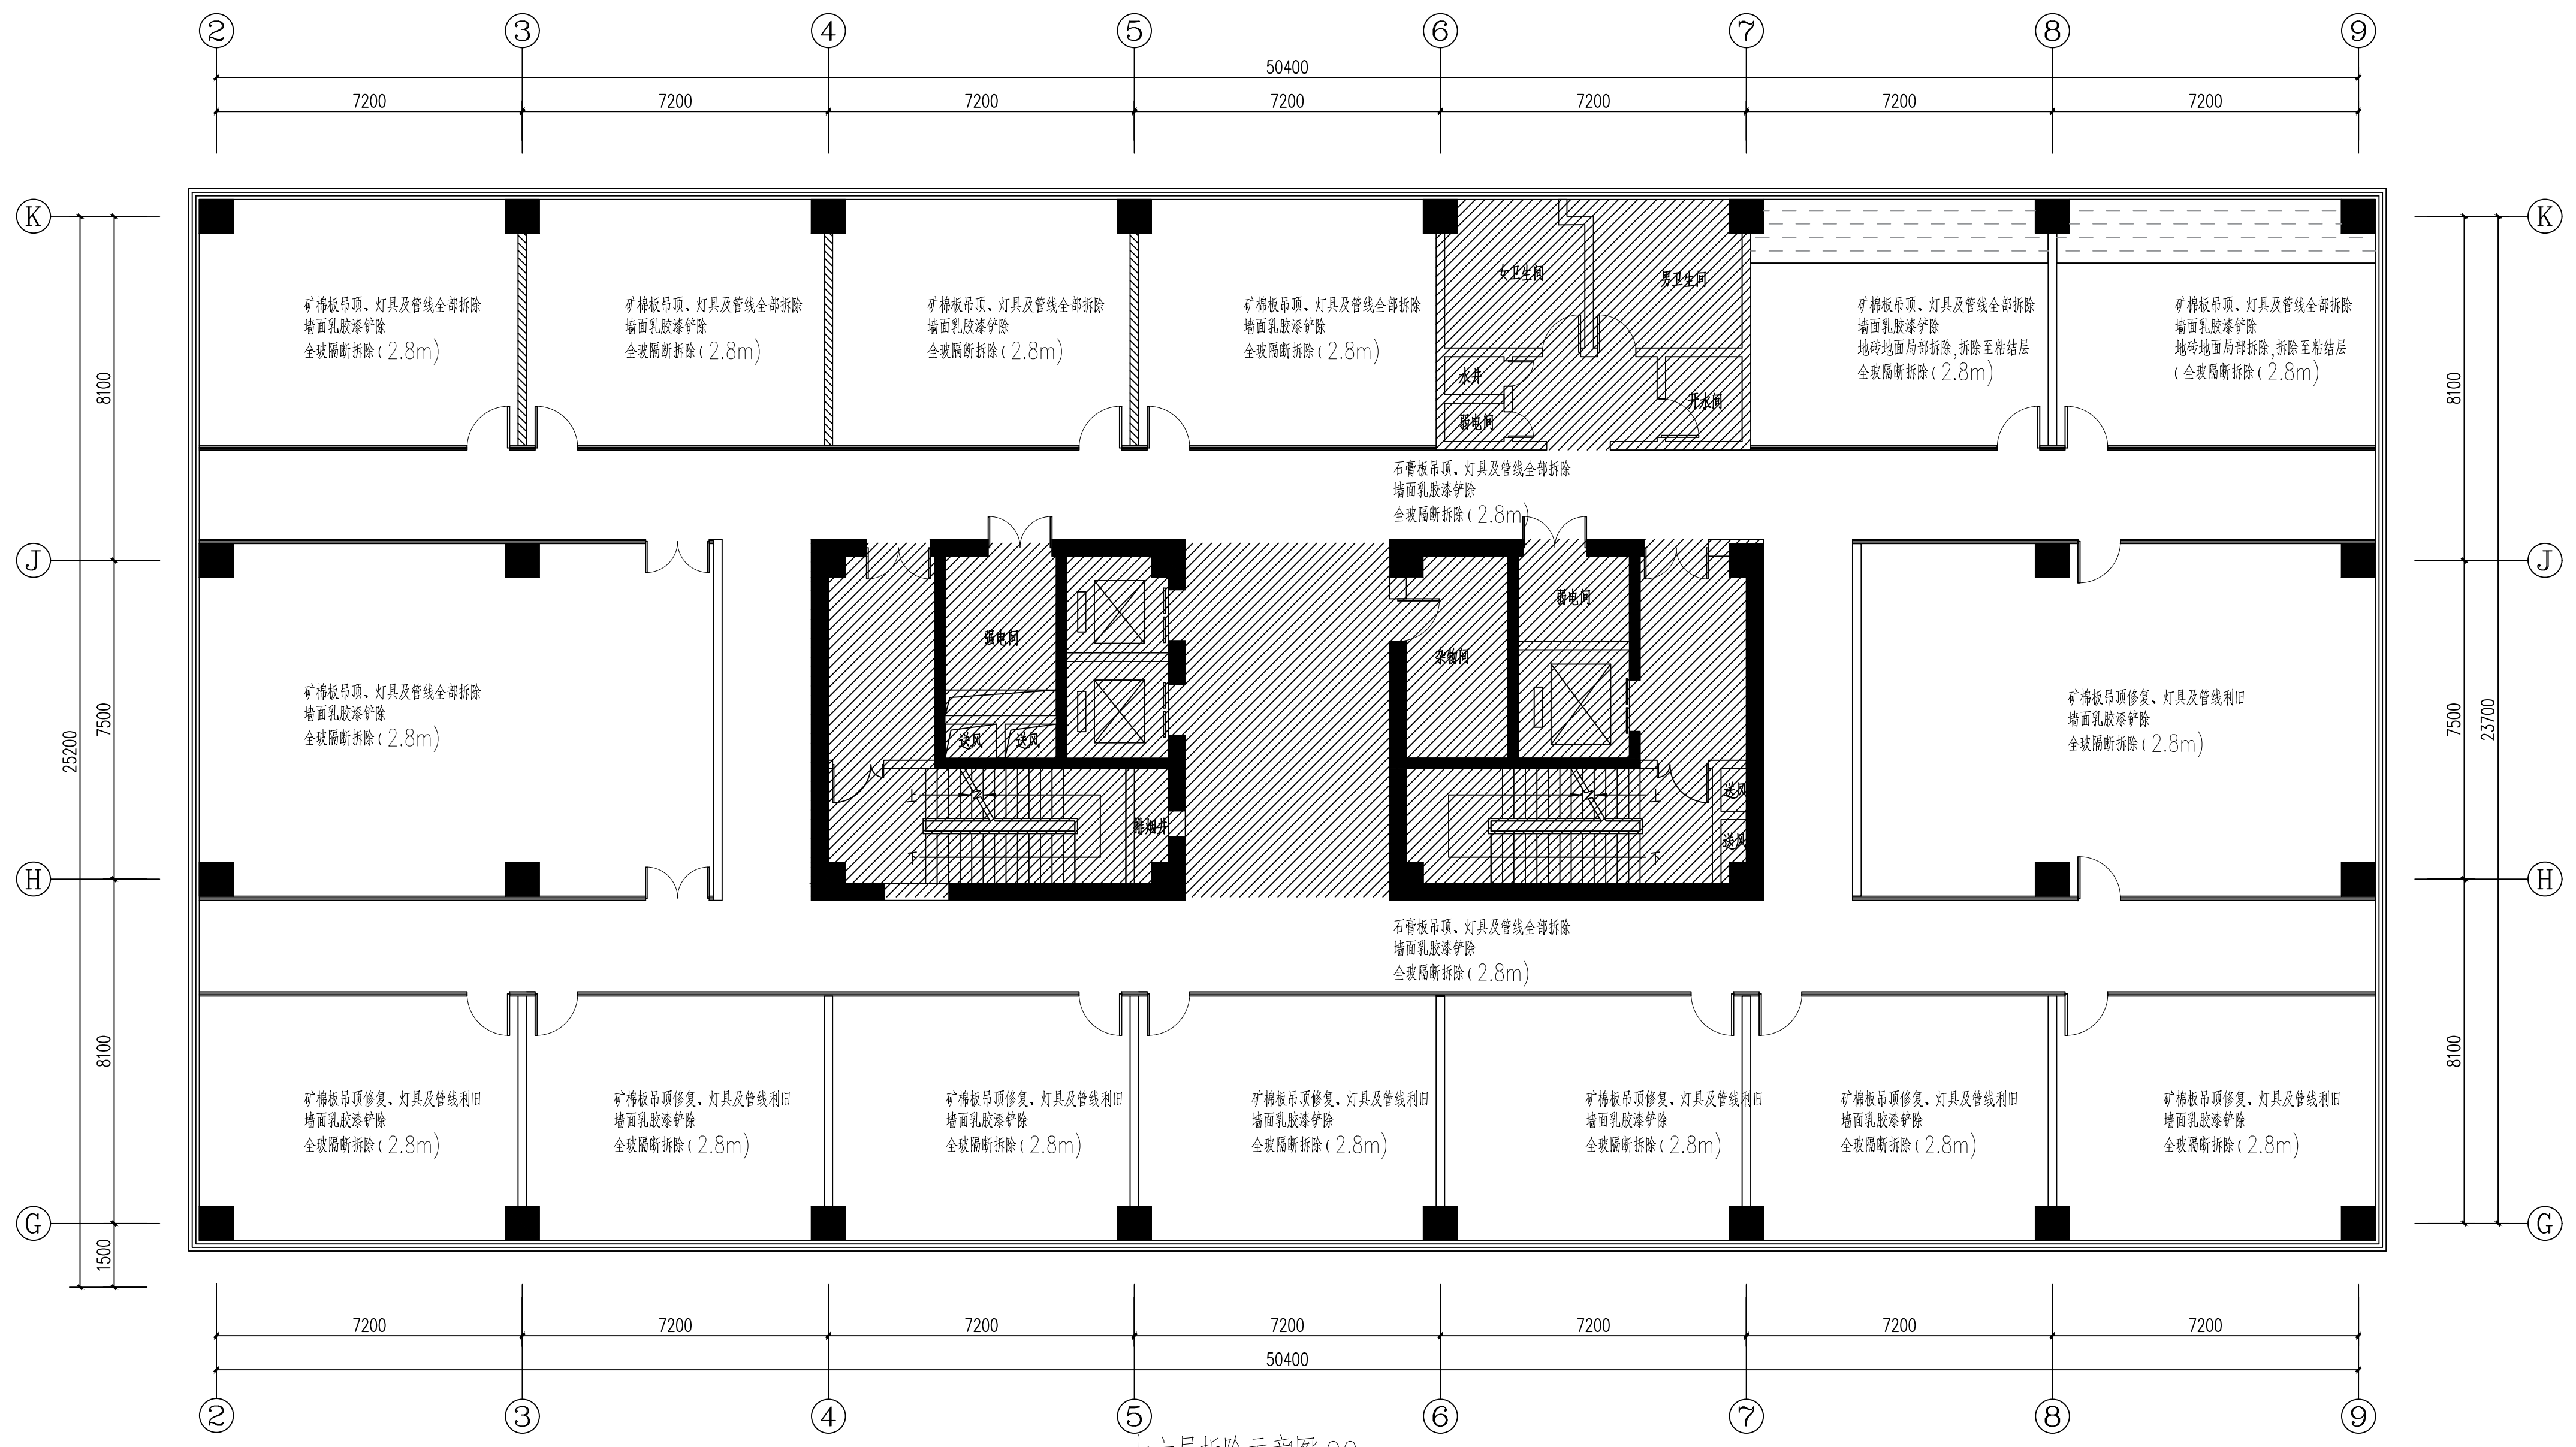 ② ③ ④ ⑤ ⑥ ⑦ ⑧ ⑨
50400
7200 7200 7200 7200 7200 7200 7200
Ⓚ Ⓚ
女卫生间
男卫生间
矿棉板吊顶、灯具及管线全部拆除
墙面乳胶漆铲除
全玻隔断拆除(2.8m)
矿棉板吊顶、灯具及管线全部拆除
墙面乳胶漆铲除
全玻隔断拆除(2.8m)
矿棉板吊顶、灯具及管线全部拆除
墙面乳胶漆铲除
全玻隔断拆除(2.8m)
矿棉板吊顶、灯具及管线全部拆除
墙面乳胶漆铲除
全玻隔断拆除(2.8m)
矿棉板吊顶、灯具及管线全部拆除
墙面乳胶漆铲除
地砖地面局部拆除,拆除至粘结层
全玻隔断拆除(2.8m)
矿棉板吊顶、灯具及管线全部拆除
墙面乳胶漆铲除
地砖地面局部拆除,拆除至粘结层
(全玻隔断拆除(2.8m)
水井
开水间
弱电间
8100 8100
石膏板吊顶、灯具及管线全部拆除
墙面乳胶漆铲除
全玻隔断拆除(2.8m)
Ⓙ Ⓙ
强电间
弱电间
杂物间
矿棉板吊顶、灯具及管线全部拆除
墙面乳胶漆铲除
全玻隔断拆除(2.8m)
矿棉板吊顶修复、灯具及管线利旧
墙面乳胶漆铲除
全玻隔断拆除(2.8m)
25200 7500 7500 23700
送风 送风
上 上
送风
排烟井
送风
下 下
Ⓗ Ⓗ
石膏板吊顶、灯具及管线全部拆除
墙面乳胶漆铲除
全玻隔断拆除(2.8m)
8100 8100
矿棉板吊顶修复、灯具及管线利旧
墙面乳胶漆铲除
全玻隔断拆除(2.8m)
矿棉板吊顶修复、灯具及管线利旧
墙面乳胶漆铲除
全玻隔断拆除(2.8m)
矿棉板吊顶修复、灯具及管线利旧
墙面乳胶漆铲除
全玻隔断拆除(2.8m)
矿棉板吊顶修复、灯具及管线利旧
墙面乳胶漆铲除
全玻隔断拆除(2.8m)
矿棉板吊顶修复、灯具及管线利旧
墙面乳胶漆铲除
全玻隔断拆除(2.8m)
矿棉板吊顶修复、灯具及管线利旧
墙面乳胶漆铲除
全玻隔断拆除(2.8m)
矿棉板吊顶修复、灯具及管线利旧
墙面乳胶漆铲除
全玻隔断拆除(2.8m)
Ⓖ Ⓖ
1500
7200 7200 7200 7200 7200 7200 7200
50400
② ③ ④ ⑤ ⑥ ⑦ ⑧ ⑨